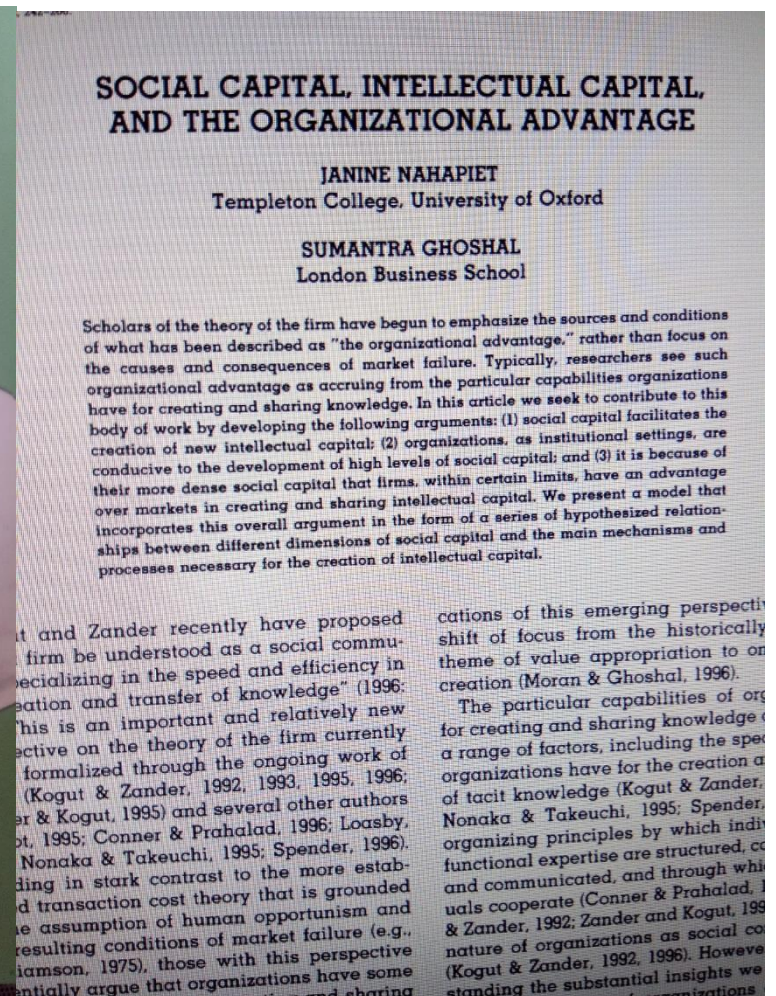 242-266.
SOCIAL CAPITAL, INTELLECTUAL CAPITAL,
AND THE ORGANIZATIONAL ADVANTAGE
JANINE NAHAPIET
Templeton College, University of Oxford
SUMANTRA GHOSHAL
London Business School
Scholars of the theory of the firm have begun to emphasize the sources and conditions
of what has been described as "the organizational advantage," rather than focus on
the causes and consequences of market failure. Typically, researchers see such
organizational advantage as accruing from the particular capabilities organizations
have for creating and sharing knowledge. In this article we seek to contribute to this
body of work by developing the following arguments: (1) social capital facilitates the
creation of new intellectual capital; (2) organizations, as institutional settings, are
conducive to the development of high levels of social capital; and (3) it is because of
their more dense social capital that firms, within certain limits, have an advantage
over markets in creating and sharing intellectual capital. We present a model that
incorporates this overall argument in the form of a series of hypothesized relation-
ships between different dimensions of social capital and the main mechanisms and
processes necessary for the creation of intellectual capital.
t and Zander recently have proposed
firm be understood as a social commu-
ecializing in the speed and efficiency in
eation and transfer of knowledge" (1996:
his is an important and relatively new
ective on the theory of the firm currently
formalized through the ongoing work of
(Kogut & Zander, 1992, 1993, 1995, 1996;
er & Kogut, 1995) and several other authors
ot, 1995; Conner & Prahalad, 1996; Loasby,
Nonaka & Takeuchi, 1995; Spender, 1996).
ding in stark contrast to the more estab-
d transaction cost theory that is grounded
e assumption of human opportunism and
resulting conditions of market failure (e.g.,
iamson, 1975), those with this perspective
entially argue that organizations have some
and sharing
cations of this emerging perspectiv
shift of focus from the historically
theme of value appropriation to on
creation (Moran & Ghoshal, 1996).
The particular capabilities of org
for creating and sharing knowledge
a range of factors, including the spec
organizations have for the creation a
of tacit knowledge (Kogut & Zander,
Nonaka & Takeuchi, 1995; Spender,
organizing principles by which indiv
functional expertise are structured, co
and communicated, and through whi
uals cooperate (Conner & Prahalad, 1
& Zander, 1992; Zander and Kogut, 199
nature of organizations as social co
(Kogut & Zander, 1992, 1996). Howeve
standing the substantial insights we